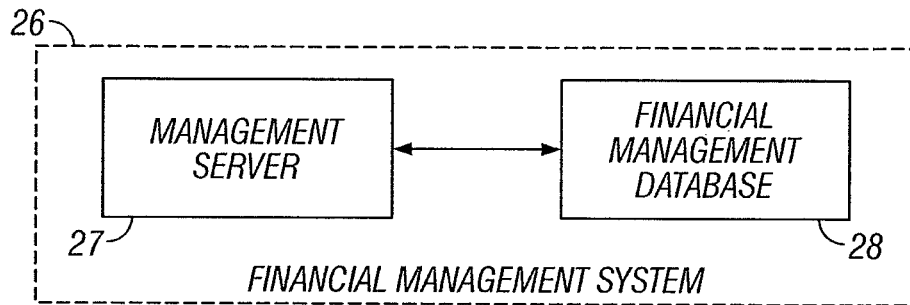 26
MANAGEMENT
SERVER
FINANCIAL
MANAGEMENT
DATABASE
27
28
FINANCIAL MANAGEMENT SYSTEM